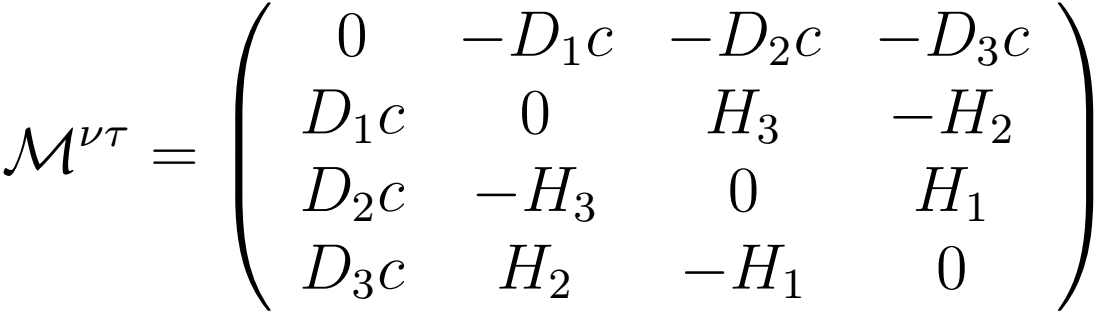 0 −D₁c −D₂c −D₃c
D₁c 0 H₃ −H₂
ℳ^{ντ} =
D₂c −H₃ 0 H₁
D₃c H₂ −H₁ 0